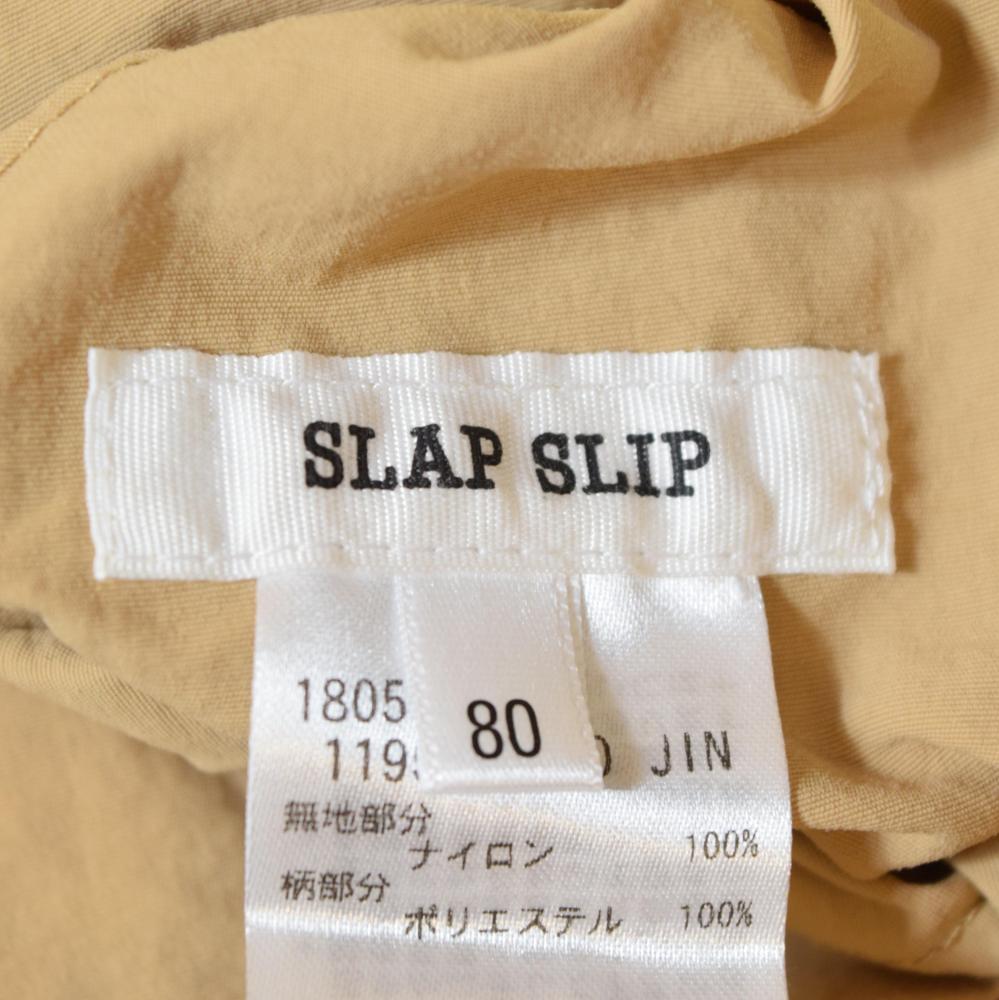 SLAP SLIP
80
1805
119
JIN
無地部分
ナイロン 100%
柄部分
ポリエステル 100%